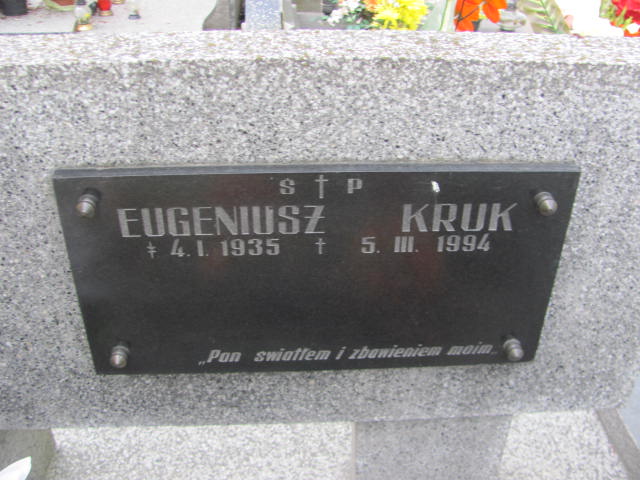 S † P
EUGENIUSZ KRUK
⚹ 4. I. 1935 † 5. III. 1994
„Pan światłem i zbawieniem moim„